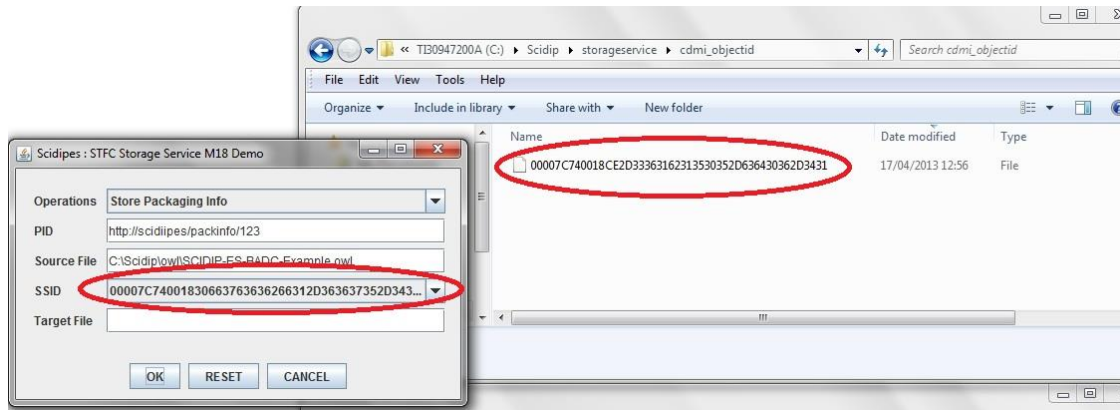 « TI30947200A (C:) ▸ Scidip ▸ storageservice ▸ cdmi_objectid
Search cdmi_objectid
File Edit View Tools Help
Organize Include in library Share with New folder
Name Date modified Type
00007C740018CE2D33363162313530352D636430362D3431 17/04/2013 12:56 File
Scidipes : STFC Storage Service M18 Demo
Operations Store Packaging Info
PID http://scidiipes/packinfo/123
Source File C:\Scidip\owl\SCIDIP-ES-BADC-Example.owl
SSID 00007C74001830663763636266312D363637352D343...
Target File
OK RESET CANCEL